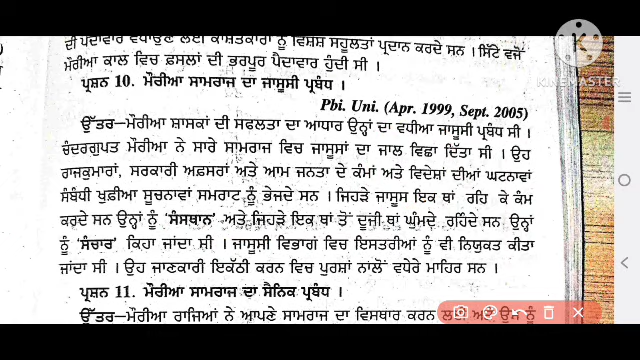 ਦੀ ਪੈਦਾਵਾਰ ਵਧਾਉਣ ਲਈ ਕਾਸ਼ਤਕਾਰਾਂ ਨੂੰ ਵਿਸ਼ੇਸ਼ ਸਹੂਲਤਾਂ ਪ੍ਰਦਾਨ ਕਰਦੇ ਸਨ । ਸਿੱਟੇ ਵਜੋਂ
ਮੌਰੀਆ ਕਾਲ ਵਿਚ ਫ਼ਸਲਾਂ ਦੀ ਭਰਪੂਰ ਪੈਦਾਵਾਰ ਹੁੰਦੀ ਸੀ ।
ਪ੍ਰਸ਼ਨ 10. ਮੌਰੀਆ ਸਾਮਰਾਜ ਦਾ ਜਾਸੂਸੀ ਪ੍ਰਬੰਧ ।
Pbi. Uni. (Apr. 1999, Sept. 2005)
ਉੱਤਰ—ਮੌਰੀਆ ਸ਼ਾਸਕਾਂ ਦੀ ਸਫਲਤਾ ਦਾ ਆਧਾਰ ਉਨ੍ਹਾਂ ਦਾ ਵਧੀਆ ਜਾਸੂਸੀ ਪ੍ਰਬੰਧ ਸੀ ।
ਚੰਦਰਗੁਪਤ ਮੌਰੀਆ ਨੇ ਸਾਰੇ ਸਾਮਰਾਜ ਵਿਚ ਜਾਸੂਸਾਂ ਦਾ ਜਾਲ ਵਿਛਾ ਦਿੱਤਾ ਸੀ । ਉਹ
ਰਾਜਕੁਮਾਰਾਂ, ਸਰਕਾਰੀ ਅਫ਼ਸਰਾਂ ਅਤੇ ਆਮ ਜਨਤਾ ਦੇ ਕੰਮਾਂ ਅਤੇ ਵਿਦੇਸ਼ਾਂ ਦੀਆਂ ਘਟਨਾਵਾਂ
ਸੰਬੰਧੀ ਖੁਫ਼ੀਆ ਸੂਚਨਾਵਾਂ ਸਮਰਾਟ ਨੂੰ ਭੇਜਦੇ ਸਨ । ਜਿਹੜੇ ਜਾਸੂਸ ਇਕ ਥਾਂ ਰਹਿ ਕੇ ਕੰਮ
ਕਰਦੇ ਸਨ ਉਨ੍ਹਾਂ ਨੂੰ ‘ਸੰਸਥਾਨ’ ਅਤੇ ਜਿਹੜੇ ਇਕ ਥਾਂ ਤੋਂ ਦੂਜੀ ਥਾਂ ਘੁੰਮਦੇ ਰਹਿੰਦੇ ਸਨ ਉਨ੍ਹਾਂ
ਨੂੰ ‘ਸੰਚਾਰ’ ਕਿਹਾ ਜਾਂਦਾ ਸੀ । ਜਾਸੂਸੀ ਵਿਭਾਗ ਵਿਚ ਇਸਤਰੀਆਂ ਨੂੰ ਵੀ ਨਿਯੁਕਤ ਕੀਤਾ
ਜਾਂਦਾ ਸੀ । ਉਹ ਜਾਣਕਾਰੀ ਇਕੱਠੀ ਕਰਨ ਵਿਚ ਪੁਰਸ਼ਾਂ ਨਾਲੋਂ ਵਧੇਰੇ ਮਾਹਿਰ ਸਨ ।
ਪ੍ਰਸ਼ਨ 11. ਮੌਰੀਆ ਸਾਮਰਾਜ ਦਾ ਸੈਨਿਕ ਪ੍ਰਬੰਧ ।
ਉੱਤਰ—ਮੌਰੀਆ ਰਾਜਿਆਂ ਨੇ ਆਪਣੇ ਸਾਮਰਾਜ ਦਾ ਵਿਸਥਾਰ ਕਰਨ ਲਈ ਅਤੇ ਉਸ ਨੂੰ
KINEMASTER